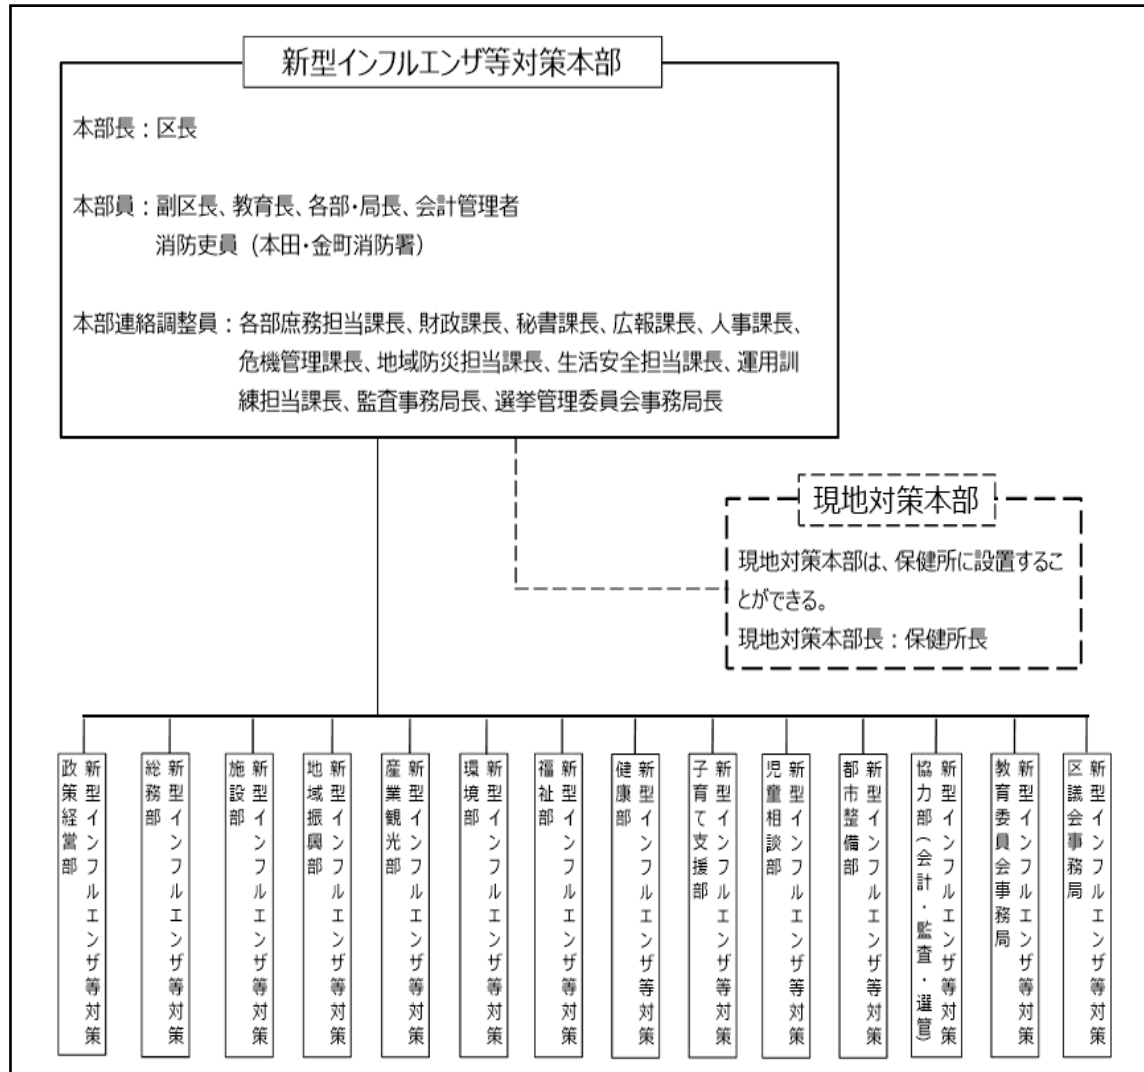 新型インフルエンザ等対策本部
本部長：区長
本部員：副区長、教育長、各部・局長、会計管理者
消防吏員（本田・金町消防署）
本部連絡調整員：各部庶務担当課長、財政課長、秘書課長、広報課長、人事課長、
危機管理課長、地域防災担当課長、生活安全担当課長、運用訓
練担当課長、監査事務局長、選挙管理委員会事務局長
現地対策本部
現地対策本部は、保健所に設置するこ
とができる。
現地対策本部長：保健所長
新型インフルエンザ等対策
政策経営部
新型インフルエンザ等対策
総務部
新型インフルエンザ等対策
施設部
新型インフルエンザ等対策
地域振興部
新型インフルエンザ等対策
産業観光部
新型インフルエンザ等対策
環境部
新型インフルエンザ等対策
福祉部
新型インフルエンザ等対策
健康部
新型インフルエンザ等対策
子育て支援部
新型インフルエンザ等対策
児童相談部
新型インフルエンザ等対策
都市整備部
新型インフルエンザ等対策
協力部（会計・監査・選管）
新型インフルエンザ等対策
教育委員会事務局
新型インフルエンザ等対策
区議会事務局